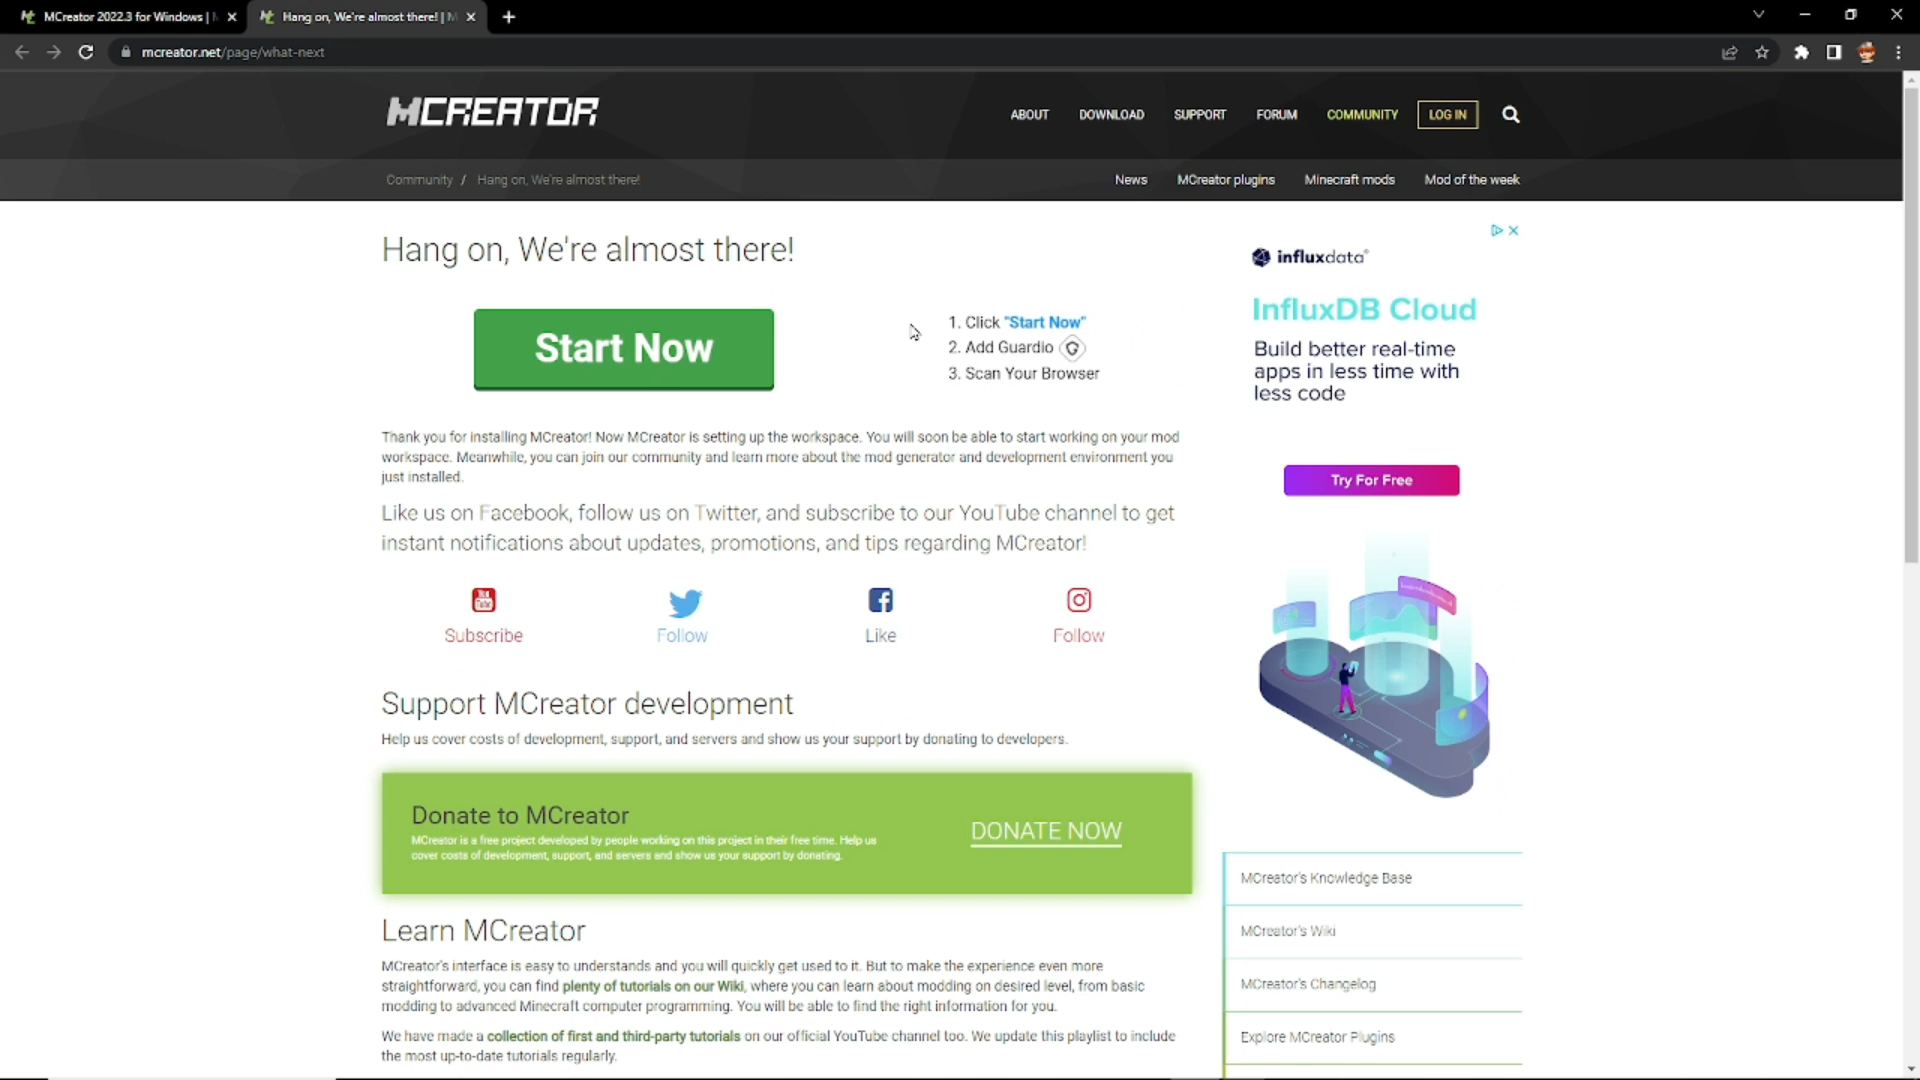 MCreator 2022.3 for Windows |
Hang on, We're almost there! | M
mcreator.net/page/what-next
MCREATOR
ABOUT
DOWNLOAD
SUPPORT
FORUM
COMMUNITY
LOG IN
Community / Hang on, We're almost there!
News
MCreator plugins
Minecraft mods
Mod of the week
Hang on, We're almost there!
Start Now
1. Click "Start Now"
2. Add Guardio
3. Scan Your Browser
influxdata
InfluxDB Cloud
Build better real-time
apps in less time with
less code
Try For Free
Thank you for installing MCreator! Now MCreator is setting up the workspace. You will soon be able to start working on your mod
workspace. Meanwhile, you can join our community and learn more about the mod generator and development environment you
just installed.
Like us on Facebook, follow us on Twitter, and subscribe to our YouTube channel to get
instant notifications about updates, promotions, and tips regarding MCreator!
Subscribe
Follow
Like
Follow
Support MCreator development
Help us cover costs of development, support, and servers and show us your support by donating to developers.
Donate to MCreator
MCreator is a free project developed by people working on this project in their free time. Help us
cover costs of development, support, and servers and show us your support by donating.
DONATE NOW
Learn MCreator
MCreator's interface is easy to understands and you will quickly get used to it. But to make the experience even more
straightforward, you can find plenty of tutorials on our Wiki, where you can learn about modding on desired level, from basic
modding to advanced Minecraft computer programming. You will be able to find the right information for you.
We have made a collection of first and third-party tutorials on our official YouTube channel too. We update this playlist to include
the most up-to-date tutorials regularly.
MCreator's Knowledge Base
MCreator's Wiki
MCreator's Changelog
Explore MCreator Plugins